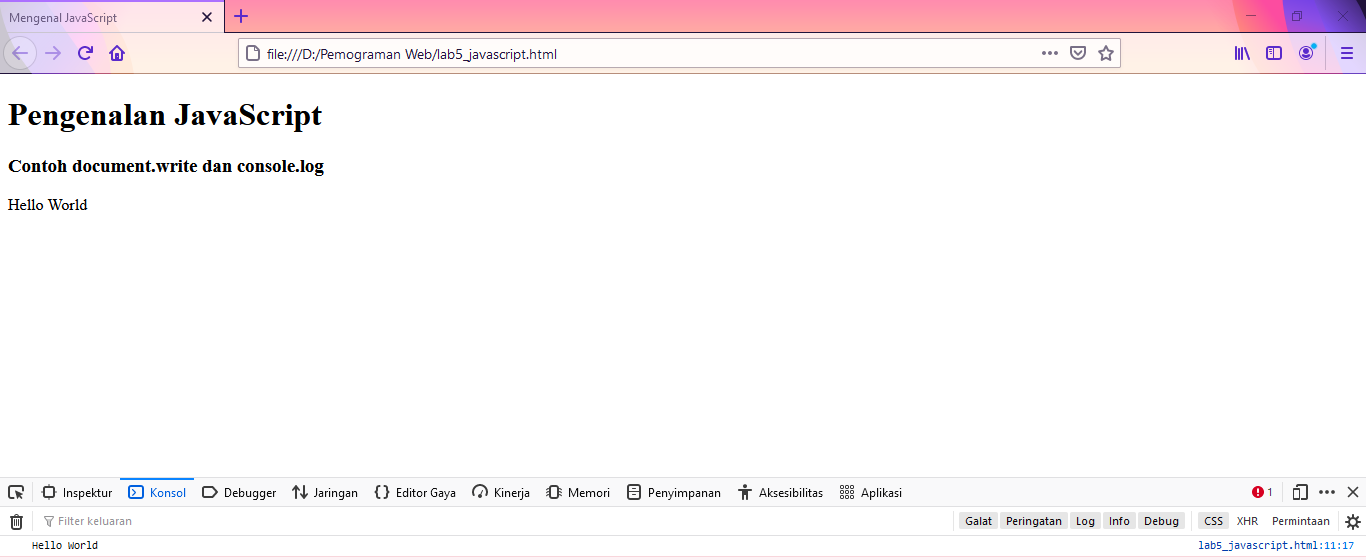 Mengenal JavaScript
file:///D:/Pemograman Web/lab5_javascript.html
Pengenalan JavaScript
Contoh document.write dan console.log
Hello World
Inspektur Konsol Debugger Jaringan Editor Gaya Kinerja Memori Penyimpanan Aksesibilitas Aplikasi 1
Filter keluaran Galat Peringatan Log Info Debug CSS XHR Permintaan
Hello World lab5_javascript.html:11:17